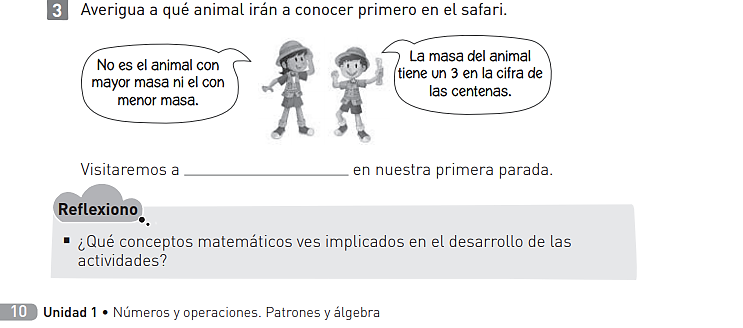 3 Averigua a qué animal irán a conocer primero en el safari.
No es el animal con
mayor masa ni el con
menor masa.
La masa del animal
tiene un 3 en la cifra de
las centenas.
Visitaremos a ____________________ en nuestra primera parada.
Reflexiono
▪ ¿Qué conceptos matemáticos ves implicados en el desarrollo de las
actividades?
10 Unidad 1 • Números y operaciones. Patrones y álgebra